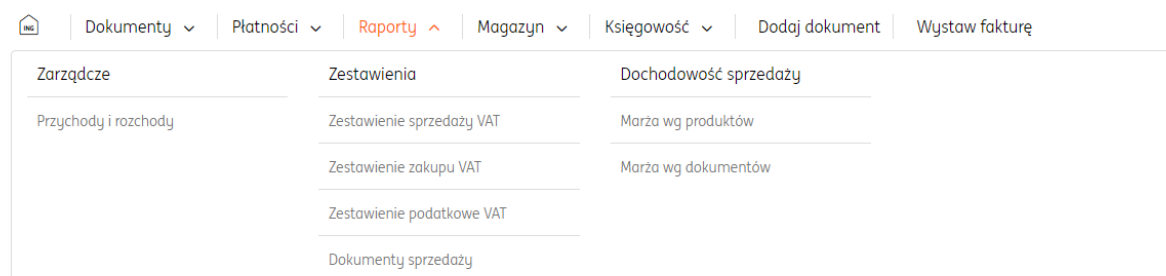 ING Dokumenty Płatności Raporty Magazyn Księgowość Dodaj dokument Wystaw fakturę
Zarządcze Zestawienia Dochodowość sprzedaży
Przychody i rozchody Zestawienie sprzedaży VAT Marża wg produktów
Zestawienie zakupu VAT Marża wg dokumentów
Zestawienie podatkowe VAT
Dokumenty sprzedaży